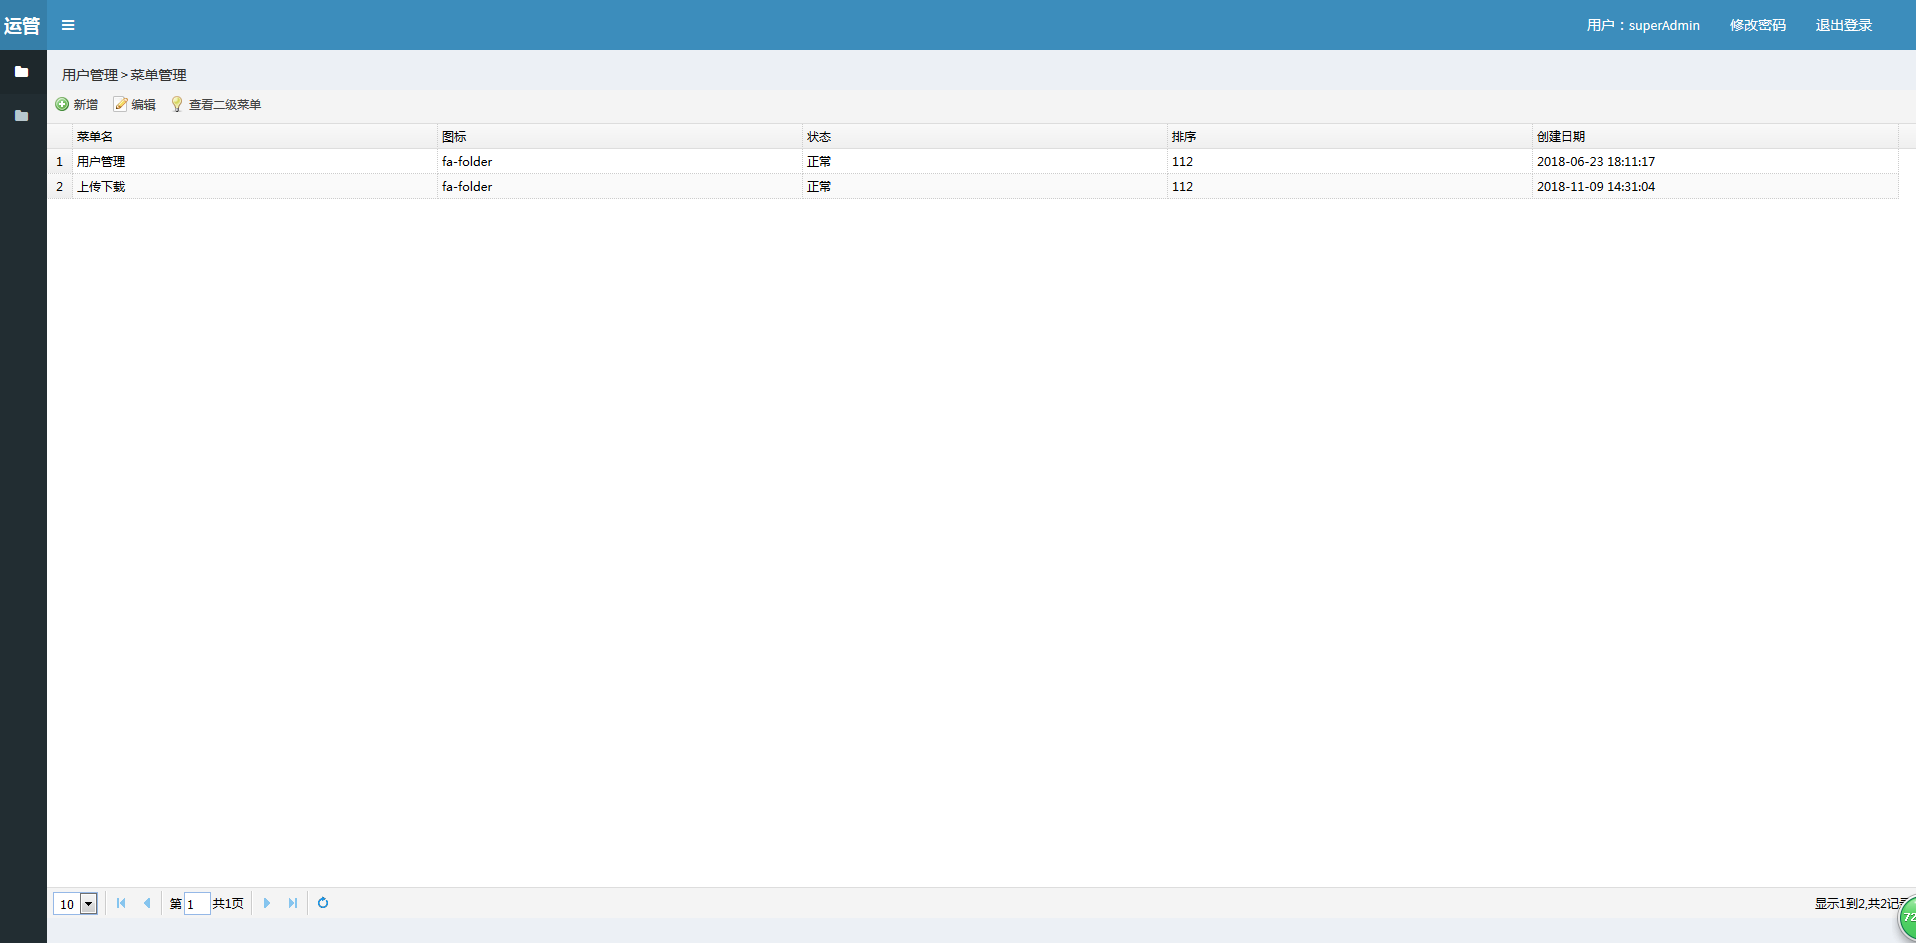 运管
用户：superAdmin 修改密码 退出登录
用户管理 > 菜单管理
新增 编辑 查看二级菜单
菜单名 图标 状态 排序 创建日期
1 用户管理 fa-folder 正常 112 2018-06-23 18:11:17
2 上传下载 fa-folder 正常 112 2018-11-09 14:31:04
10 第 1 共1页 显示1到2,共2记
72